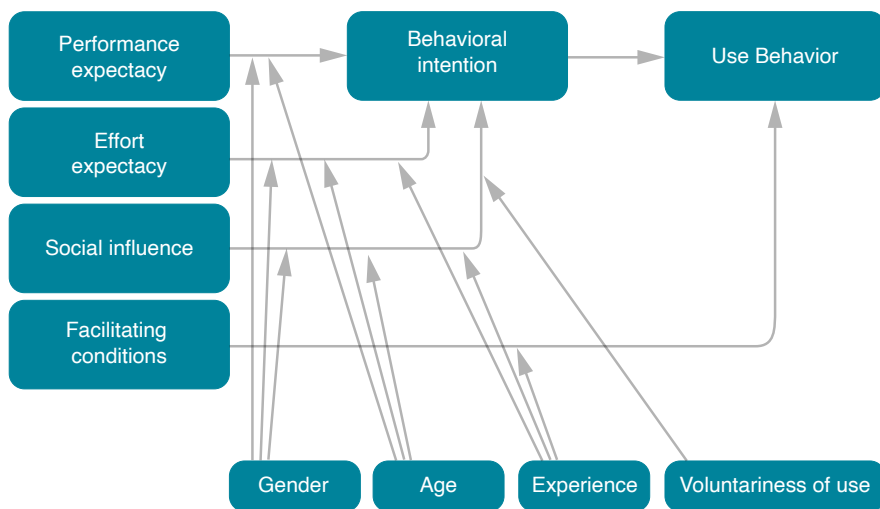 Performance
expectacy
Behavioral
intention
Use Behavior
Effort
expectacy
Social influence
Facilitating
conditions
Gender
Age
Experience
Voluntariness of use